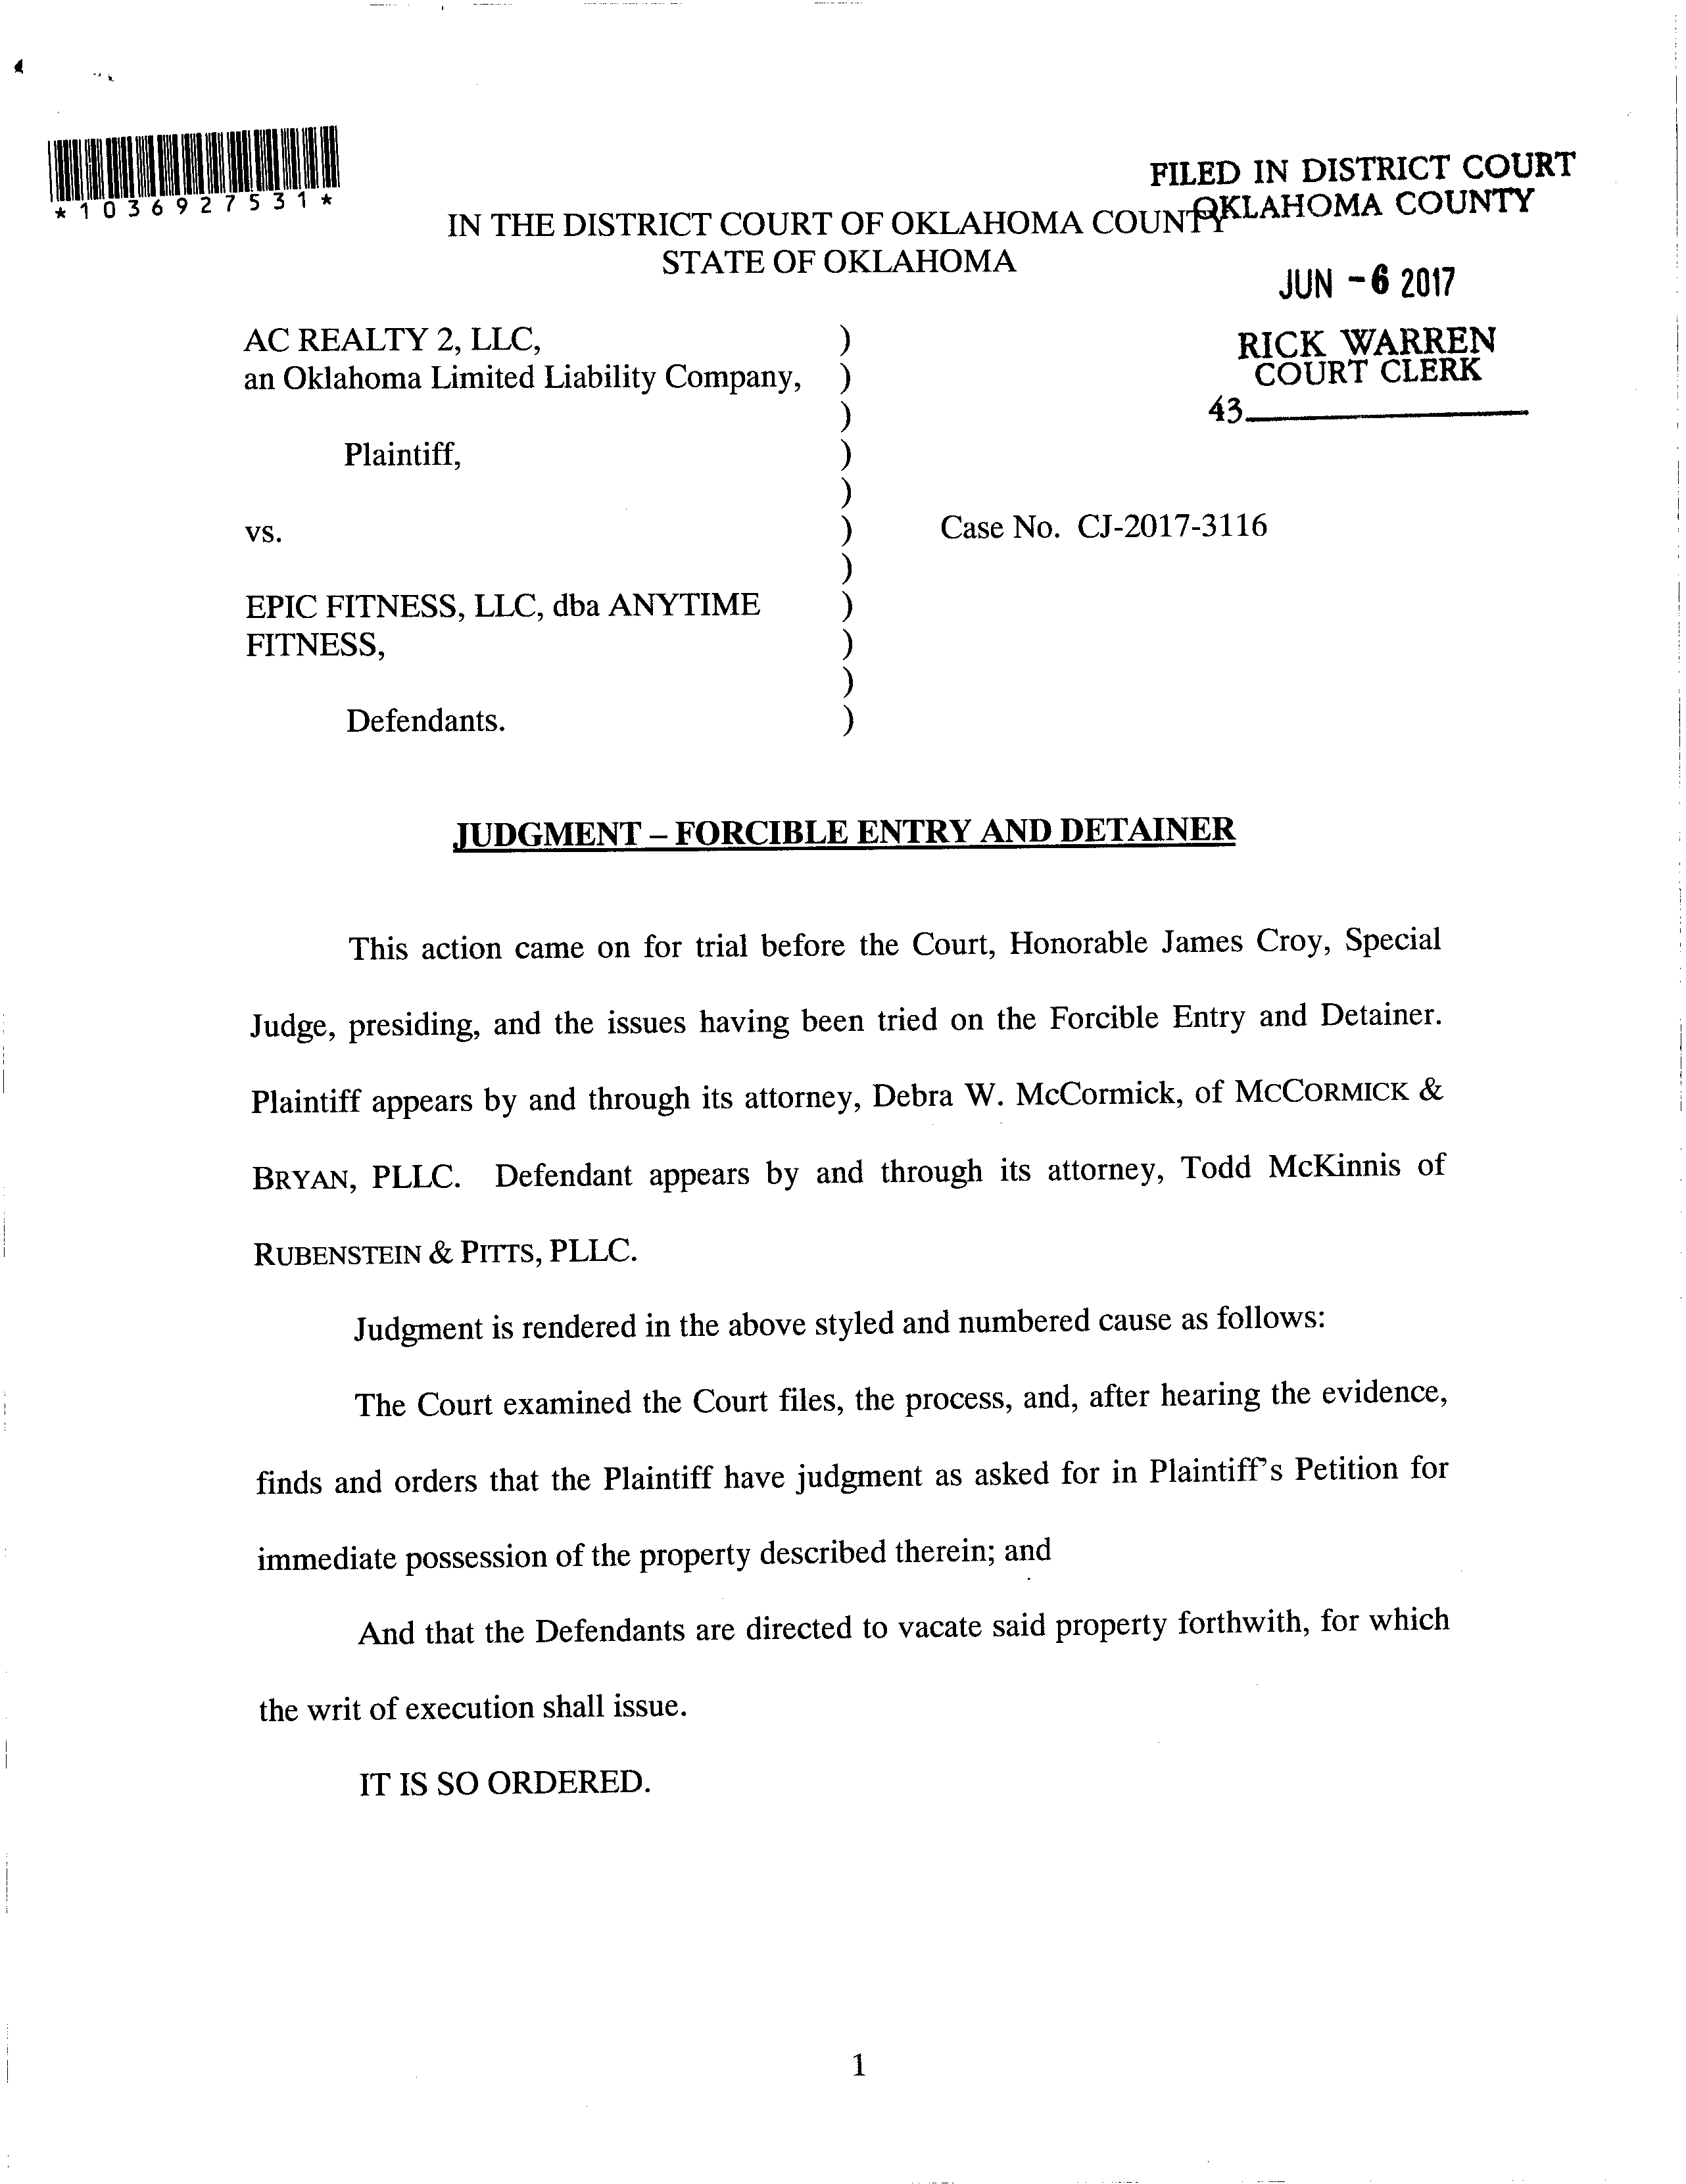 *1036927531*
FILED IN DISTRICT COURT
OKLAHOMA COUNTY
IN THE DISTRICT COURT OF OKLAHOMA COUNTY
STATE OF OKLAHOMA
JUN -6 2017
RICK WARREN
COURT CLERK
43
AC REALTY 2, LLC, )
an Oklahoma Limited Liability Company, )
)
Plaintiff, )
)
vs. ) Case No. CJ-2017-3116
)
EPIC FITNESS, LLC, dba ANYTIME )
FITNESS, )
)
Defendants. )
JUDGMENT – FORCIBLE ENTRY AND DETAINER
This action came on for trial before the Court, Honorable James Croy, Special
Judge, presiding, and the issues having been tried on the Forcible Entry and Detainer.
Plaintiff appears by and through its attorney, Debra W. McCormick, of MCCORMICK &
BRYAN, PLLC. Defendant appears by and through its attorney, Todd McKinnis of
RUBENSTEIN & PITTS, PLLC.
Judgment is rendered in the above styled and numbered cause as follows:
The Court examined the Court files, the process, and, after hearing the evidence,
finds and orders that the Plaintiff have judgment as asked for in Plaintiff's Petition for
immediate possession of the property described therein; and
And that the Defendants are directed to vacate said property forthwith, for which
the writ of execution shall issue.
IT IS SO ORDERED.
1